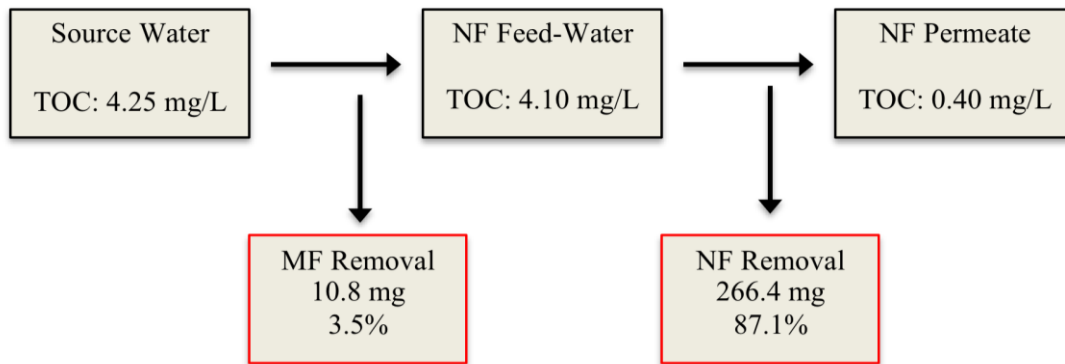 Source Water
TOC: 4.25 mg/L
NF Feed-Water
TOC: 4.10 mg/L
NF Permeate
TOC: 0.40 mg/L
MF Removal
10.8 mg
3.5%
NF Removal
266.4 mg
87.1%